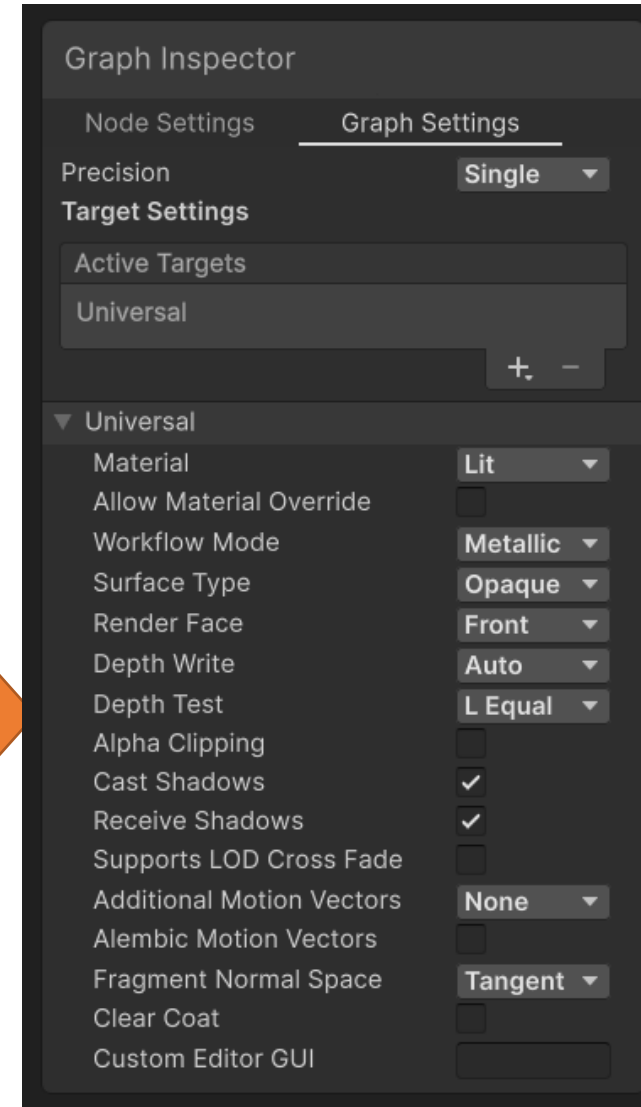 Graph Inspector
Node Settings Graph Settings
Precision Single
Target Settings
Active Targets
Universal
+ −
Universal
Material Lit
Allow Material Override
Workflow Mode Metallic
Surface Type Opaque
Render Face Front
Depth Write Auto
Depth Test L Equal
Alpha Clipping
Cast Shadows
Receive Shadows
Supports LOD Cross Fade
Additional Motion Vectors None
Alembic Motion Vectors
Fragment Normal Space Tangent
Clear Coat
Custom Editor GUI